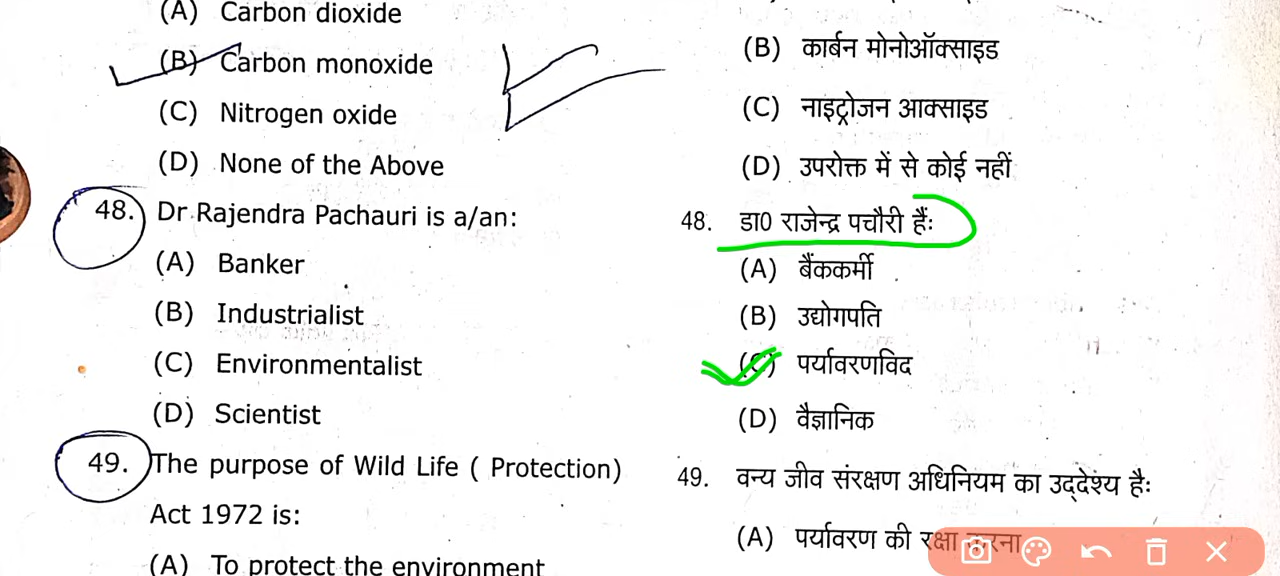 (A) Carbon dioxide
(B) Carbon monoxide
(C) Nitrogen oxide
(D) None of the Above
48. Dr Rajendra Pachauri is a/an:
(A) Banker
(B) Industrialist
(C) Environmentalist
(D) Scientist
49. The purpose of Wild Life ( Protection)
Act 1972 is:
(A) To protect the environment
(B) कार्बन मोनोऑक्साइड
(C) नाइट्रोजन आक्साइड
(D) उपरोक्त में से कोई नहीं
48. डा0 राजेन्द्र पचौरी हैं:
(A) बैंककर्मी
(B) उद्योगपति
(C) पर्यावरणविद
(D) वैज्ञानिक
49. वन्य जीव संरक्षण अधिनियम का उद्देश्य है:
(A) पर्यावरण की रक्षा करना